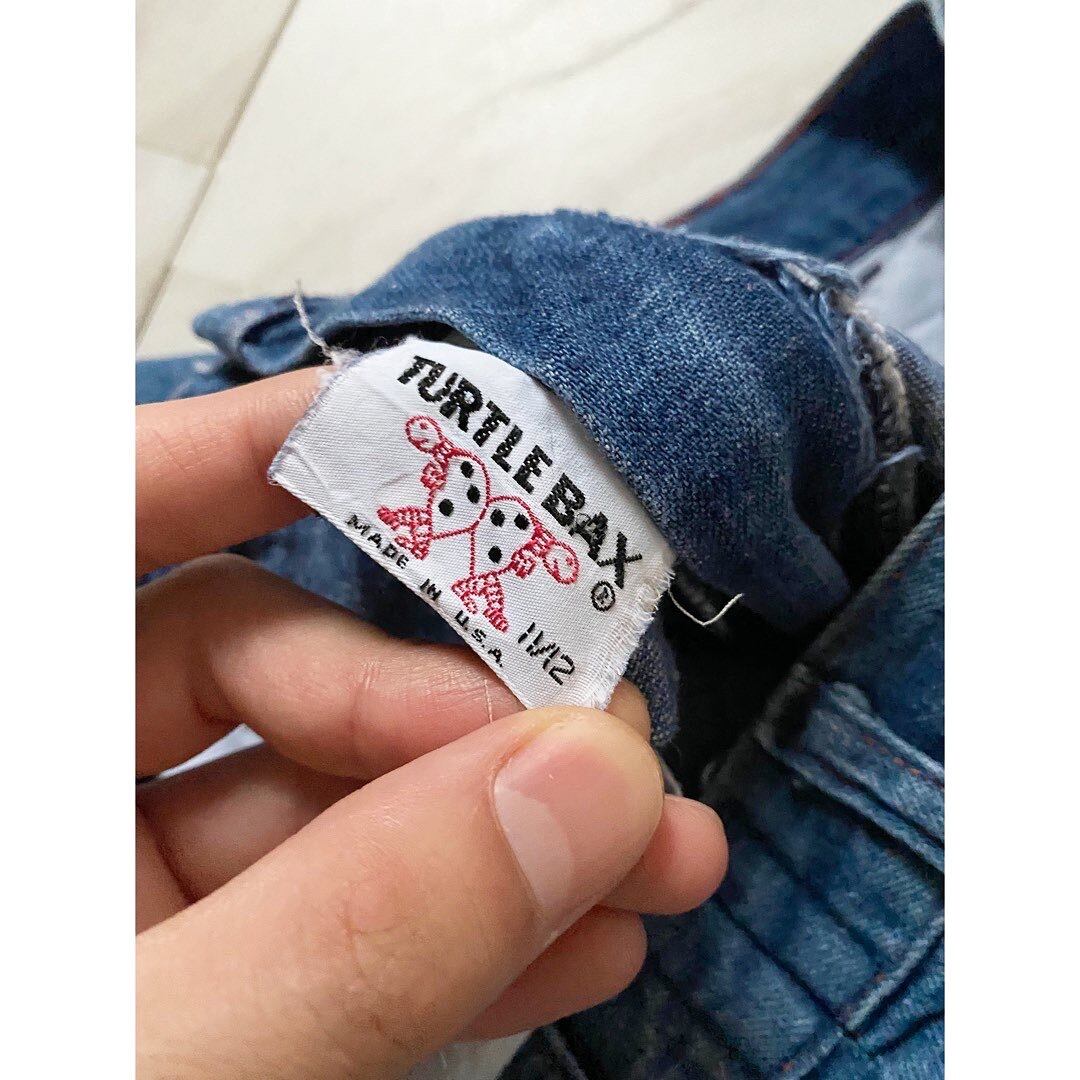 TURTLE BAX ®
MADE IN U.S.A
11/12